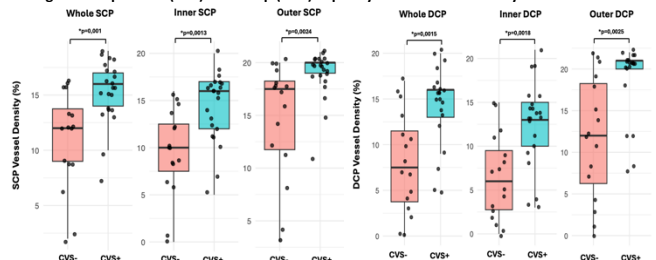 Whole SCP
Inner SCP
Outer SCP
Whole DCP
Inner DCP
Outer DCP
*p=0,001
*p=0,0013
*p=0,0024
*p=0,0015
*p=0,0018
*p=0,0025
SCP Vessel Density (%)
15
10
5
20
15
10
5
0
20
15
10
5
DCP Vessel Density (%)
20
15
10
5
0
20
15
10
5
0
20
15
10
5
0
CVS- CVS+
CVS- CVS+
CVS- CVS+
CVS- CVS+
CVS- CVS+
CVS- CVS+